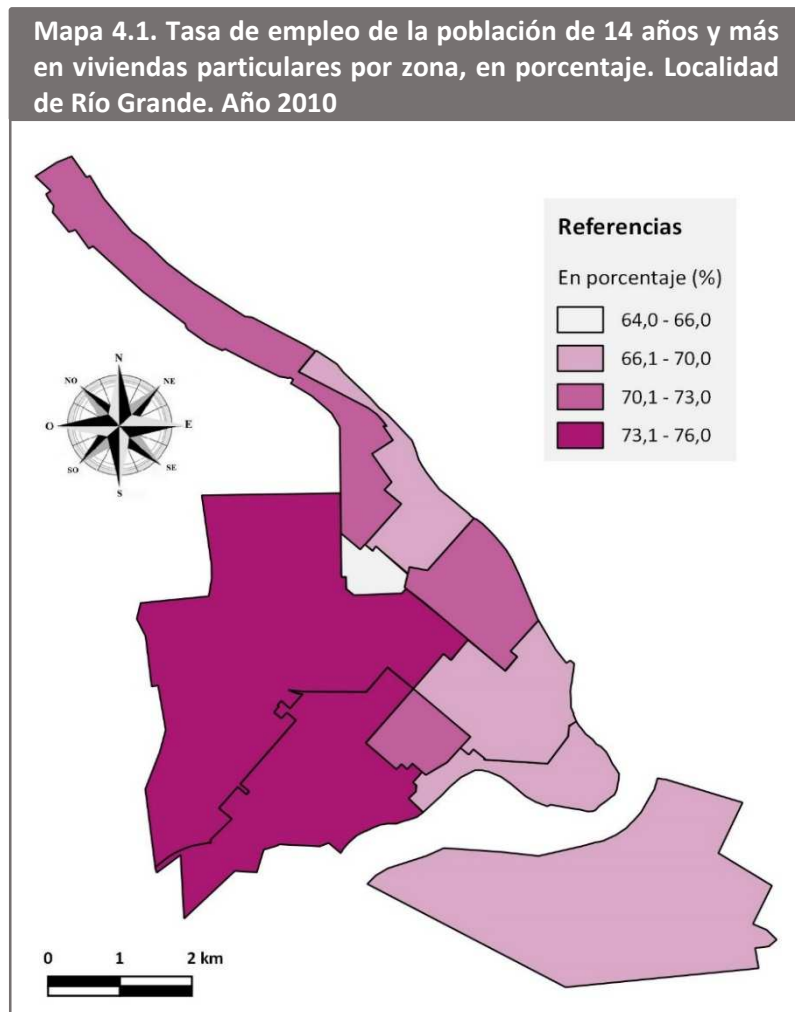 Mapa 4.1. Tasa de empleo de la población de 14 años y más
en viviendas particulares por zona, en porcentaje. Localidad
de Río Grande. Año 2010
Referencias
En porcentaje (%)
64,0 - 66,0
66,1 - 70,0
70,1 - 73,0
73,1 - 76,0
N
NO
NE
O
E
SO
SE
S
0 1 2 km